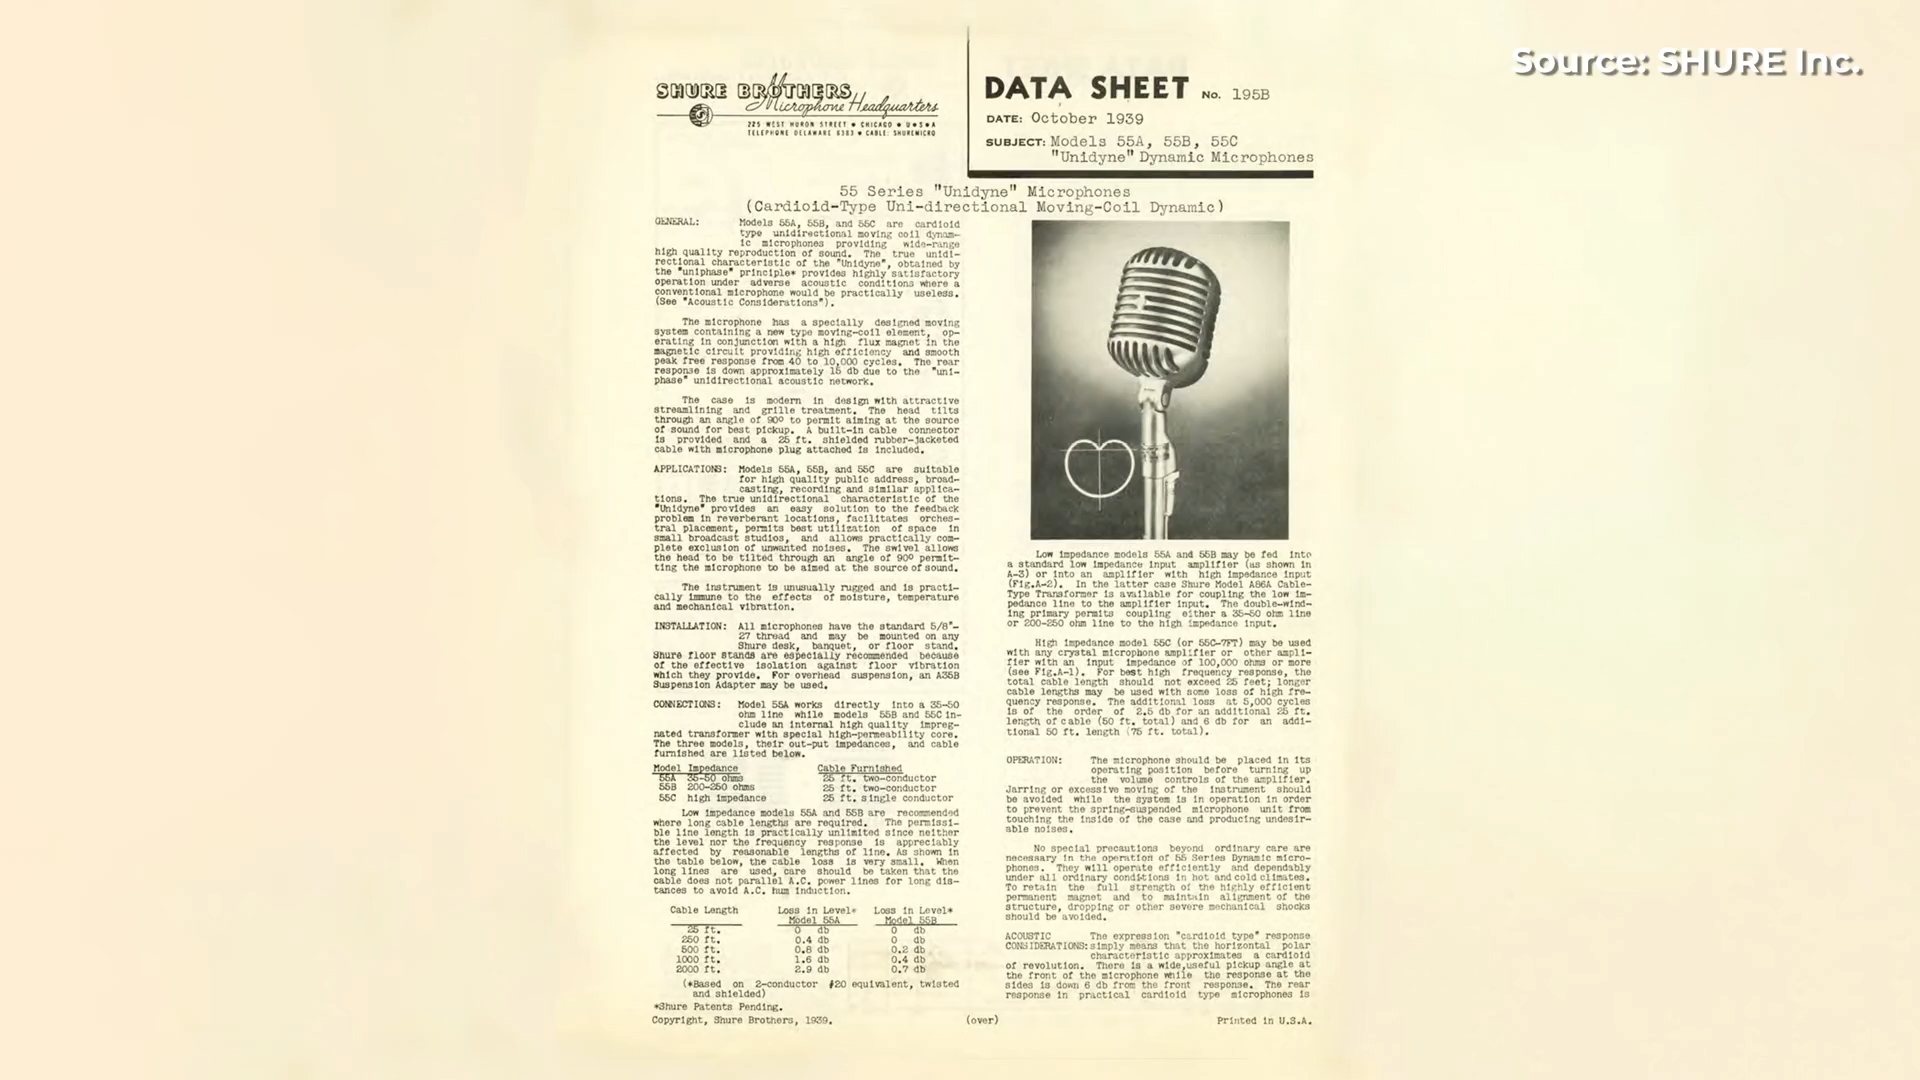 Source: SHURE Inc.
SHURE BROTHERS
Microphone Headquarters
225 WEST HURON STREET • CHICAGO • U•S•A
TELEPHONE DELAWARE 8383 • CABLE: SHUREMICRO
DATA SHEET No. 195B
DATE: October 1939
SUBJECT: Models 55A, 55B, 55C
"Unidyne" Dynamic Microphones
55 Series "Unidyne" Microphones
(Cardioid-Type Uni-directional Moving-Coil Dynamic)
GENERAL: Models 55A, 55B, and 55C are cardioid
type unidirectional moving coil dynam-
ic microphones providing wide-range
high quality reproduction of sound. The true unidi-
rectional characteristic of the "Unidyne", obtained by
the "uniphase" principle* provides highly satisfactory
operation under adverse acoustic conditions where a
conventional microphone would be practically useless.
(See "Acoustic Considerations").
The microphone has a specially designed moving
system containing a new type moving-coil element, op-
erating in conjunction with a high flux magnet in the
magnetic circuit providing high efficiency and smooth
peak free response from 40 to 10,000 cycles. The rear
response is down approximately 15 db due to the "uni-
phase" unidirectional acoustic network.
The case is modern in design with attractive
streamlining and grille treatment. The head tilts
through an angle of 90° to permit aiming at the source
of sound for best pickup. A built-in cable connector
is provided and a 25 ft. shielded rubber-jacketed
cable with microphone plug attached is included.
APPLICATIONS: Models 55A, 55B, and 55C are suitable
for high quality public address, broad-
casting, recording and similar applica-
tions. The true unidirectional characteristic of the
"Unidyne" provides an easy solution to the feedback
problem in reverberant locations, facilitates orches-
tral placement, permits best utilization of space in
small broadcast studios, and allows practically com-
plete exclusion of unwanted noises. The swivel allows
the head to be tilted through an angle of 90° permit-
ting the microphone to be aimed at the source of sound.
The instrument is unusually rugged and is practi-
cally immune to the effects of moisture, temperature
and mechanical vibration.
INSTALLATION: All microphones have the standard 5/8"-
27 thread and may be mounted on any
Shure desk, banquet, or floor stand.
Shure floor stands are especially recommended because
of the effective isolation against floor vibration
which they provide. For overhead suspension, an A35B
Suspension Adapter may be used.
CONNECTIONS: Model 55A works directly into a 35-50
ohm line while models 55B and 55C in-
clude an internal high quality impreg-
nated transformer with special high-permeability core.
The three models, their out-put impedances, and cable
furnished are listed below.
Model Impedance Cable Furnished
55A 35-50 ohms 25 ft. two-conductor
55B 200-250 ohms 25 ft. two-conductor
55C high impedance 25 ft. single conductor
Low impedance models 55A and 55B are recommended
where long cable lengths are required. The permissi-
ble line length is practically unlimited since neither
the level nor the frequency response is appreciably
affected by reasonable lengths of line. As shown in
the table below, the cable loss is very small. When
long lines are used, care should be taken that the
cable does not parallel A.C. power lines for long dis-
tances to avoid A.C. hum induction.
Cable Length Loss in Level* Loss in Level*
Model 55A Model 55B
25 ft. 0 db 0 db
250 ft. 0.4 db 0 db
500 ft. 0.8 db 0.2 db
1000 ft. 1.6 db 0.4 db
2000 ft. 2.9 db 0.7 db
(*Based on 2-conductor #20 equivalent, twisted
and shielded)
*Shure Patents Pending.
Copyright, Shure Brothers, 1939.
Low impedance models 55A and 55B may be fed into
a standard low impedance input amplifier (as shown in
A-3) or into an amplifier with high impedance input
(Fig.A-2). In the latter case Shure Model A86A Cable-
Type Transformer is available for coupling the low im-
pedance line to the amplifier input. The double-wind-
ing primary permits coupling either a 35-50 ohm line
or 200-250 ohm line to the high impedance input.
High impedance model 55C (or 55C-7FT) may be used
with any crystal microphone amplifier or other ampli-
fier with an input impedance of 100,000 ohms or more
(see Fig.A-1). For best high frequency response, the
total cable length should not exceed 25 feet; longer
cable lengths may be used with some loss of high fre-
quency response. The additional loss at 5,000 cycles
is of the order of 2.5 db for an additional 25 ft.
length of cable (50 ft. total) and 6 db for an addi-
tional 50 ft. length (75 ft. total).
OPERATION: The microphone should be placed in its
operating position before turning up
the volume controls of the amplifier.
Jarring or excessive moving of the instrument should
be avoided while the system is in operation in order
to prevent the spring-suspended microphone unit from
touching the inside of the case and producing undesir-
able noises.
No special precautions beyond ordinary care are
necessary in the operation of 55 Series Dynamic micro-
phones. They will operate efficiently and dependably
under all ordinary conditions in hot and cold climates.
To retain the full strength of the highly efficient
permanent magnet and to maintain alignment of the
structure, dropping or other severe mechanical shocks
should be avoided.
ACOUSTIC The expression "cardioid type" response
CONSIDERATIONS: simply means that the horizontal polar
characteristic approximates a cardioid
of revolution. There is a wide, useful pickup angle at
the front of the microphone while the response at the
sides is down 6 db from the front response. The rear
response in practical cardioid type microphones is
(over)
Printed in U.S.A.